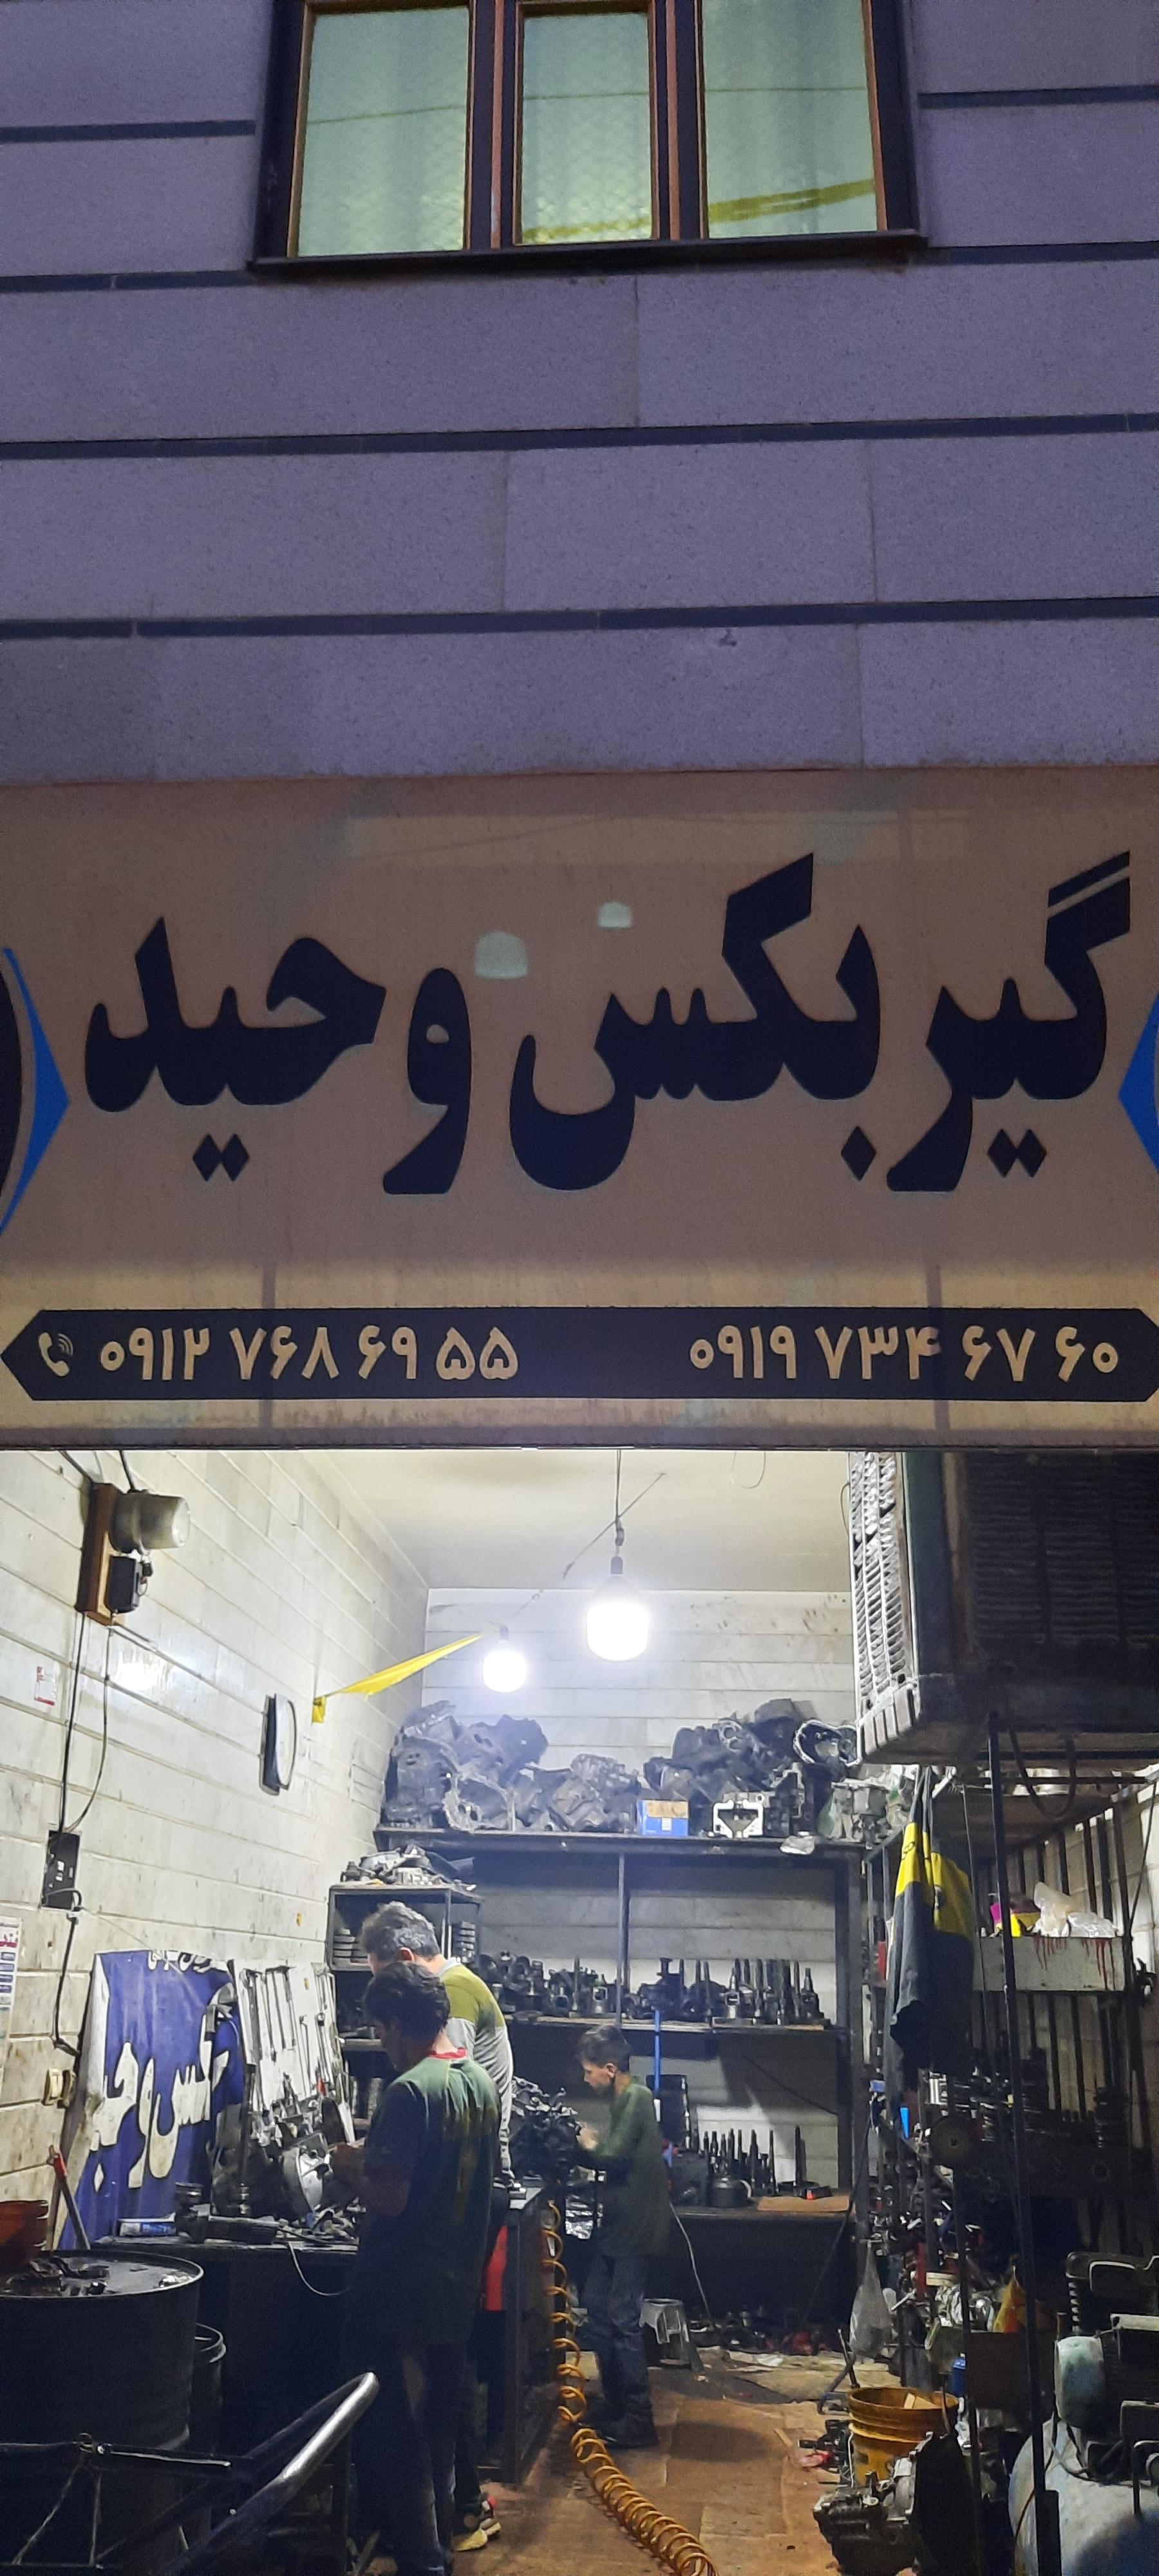 گیربکس وحید
۰۹۱۲ ۷۶۸ ۶۹ ۵۵
۰۹۱۹ ۷۳۴ ۶۷ ۶۰